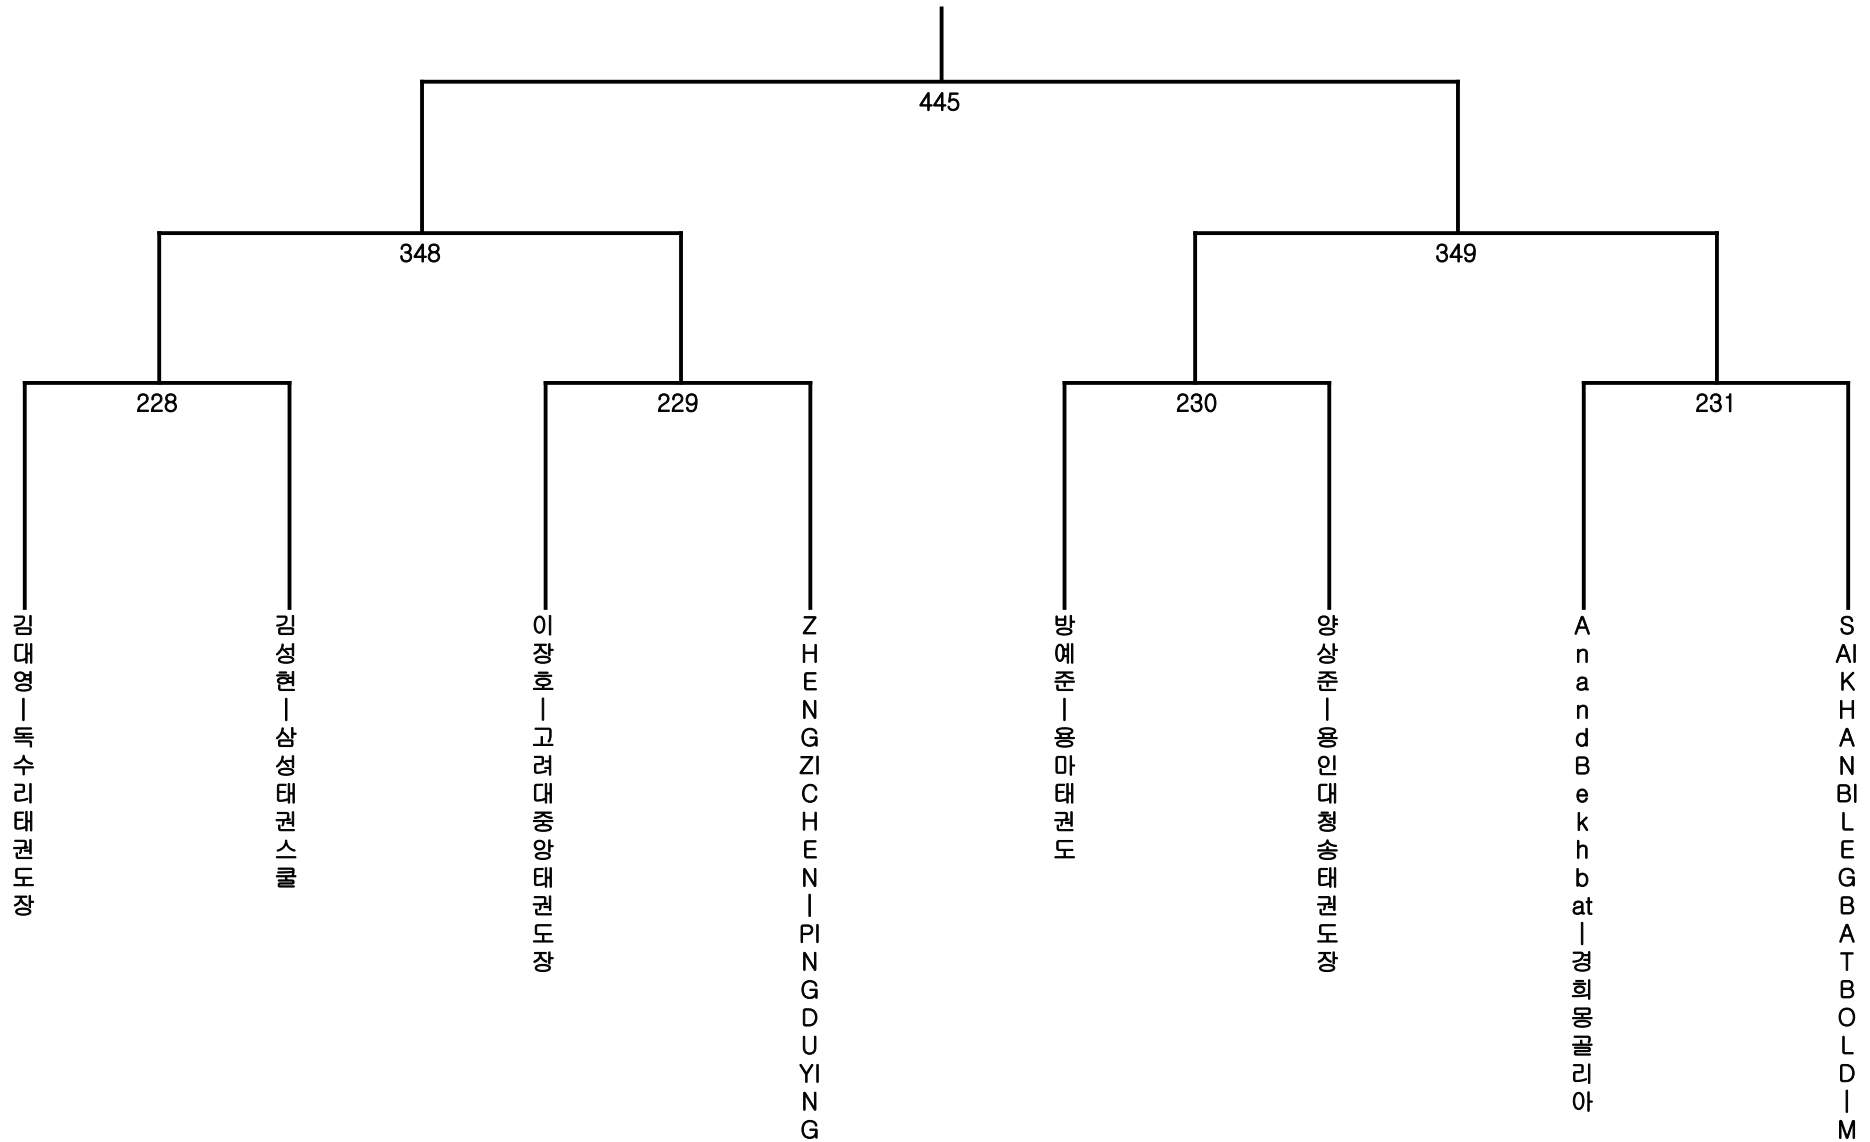 445
348
349
228
229
230
231
김대영-독수리태권도장
김성현-삼성태권스쿨
이장호-고려대중앙태권도장
ZHENGZICHEN-PINGDUYING
방예준-용마태권도
양상준-용인대청송태권도장
AnandBekhbat-경희몽골리아
SAIKHANBILEGBATBOLD-M